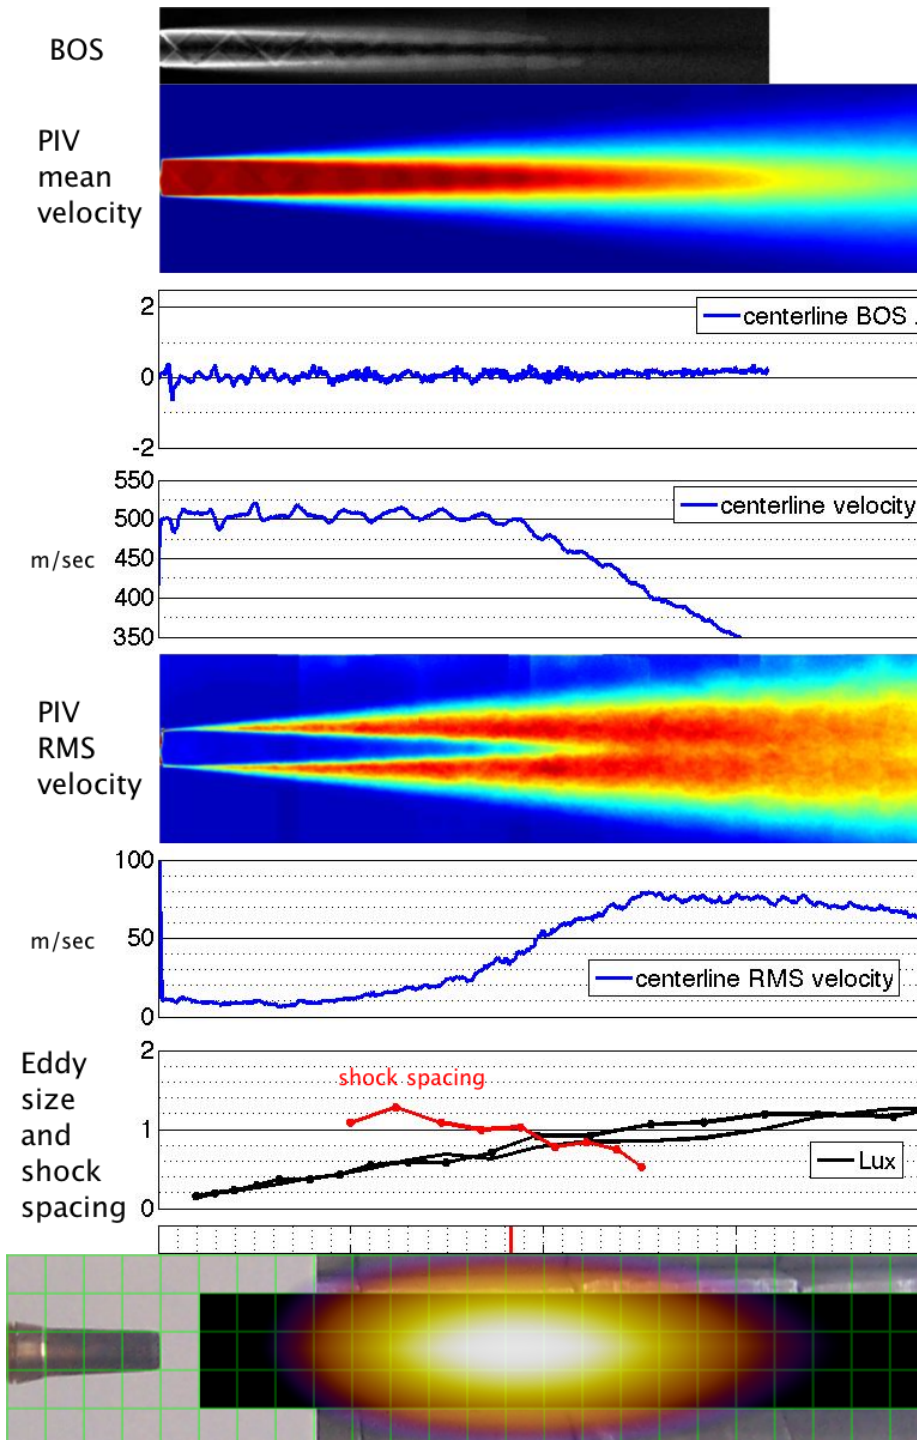 BOS
PIV
mean
velocity
2
centerline BOS .
0
-2
550
centerline velocity
500
m/sec
450
400
350
PIV
RMS
velocity
100
m/sec
50
centerline RMS velocity
0
Eddy
size
and
shock
spacing
2
shock spacing
1
Lux
0